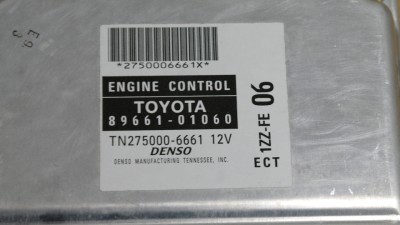 *2750006661X*
ENGINE CONTROL
TOYOTA
89661-01060
TN275000-6661 12V
DENSO
DENSO MANUFACTURING TENNESSEE, INC.
1ZZ-FE 06
ECT